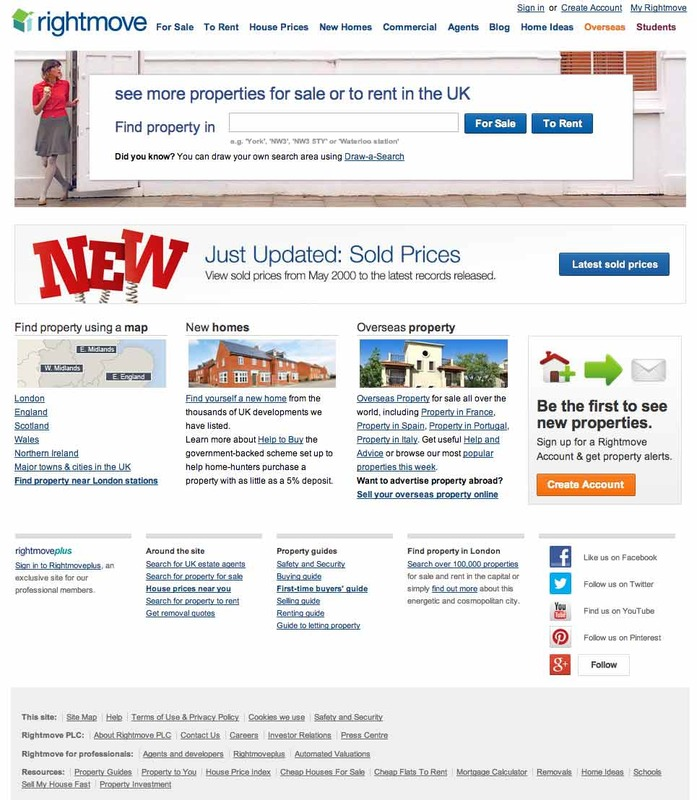 Sign in or Create Account My Rightmove
rightmove For Sale To Rent House Prices New Homes Commercial Agents Blog Home Ideas Overseas Students
see more properties for sale or to rent in the UK
Find property in For Sale To Rent
e.g. 'York', 'NW3', 'NW3 5TY' or 'Waterloo station'
Did you know? You can draw your own search area using Draw-a-Search
NEW
Just Updated: Sold Prices
View sold prices from May 2000 to the latest records released.
Latest sold prices
Find property using a map
E. Midlands
W. Midlands
E. England
London
England
Scotland
Wales
Northern Ireland
Major towns & cities in the UK
Find property near London stations
New homes
Find yourself a new home from the
thousands of UK developments we
have listed.
Learn more about Help to Buy the
government-backed scheme set up to
help home-hunters purchase a
property with as little as a 5% deposit.
Overseas property
Overseas Property for sale all over the
world, including Property in France,
Property in Spain, Property in Portugal,
Property in Italy. Get useful Help and
Advice or browse our most popular
properties this week.
Want to advertise property abroad?
Sell your overseas property online
Be the first to see
new properties.
Sign up for a Rightmove
Account & get property alerts.
Create Account
rightmoveplus
Sign in to Rightmoveplus, an
exclusive site for our
professional members.
Around the site
Search for UK estate agents
Search for property for sale
House prices near you
Search for property to rent
Get removal quotes
Property guides
Safety and Security
Buying guide
First-time buyers' guide
Selling guide
Renting guide
Guide to letting property
Find property in London
Search over 100,000 properties
for sale and rent in the capital or
simply find out more about this
energetic and cosmopolitan city.
Like us on Facebook
Follow us on Twitter
You Tube Find us on YouTube
Follow us on Pinterest
g+ Follow
This site: Site Map Help Terms of Use & Privacy Policy Cookies we use Safety and Security
Rightmove PLC: About Rightmove PLC Contact Us Careers Investor Relations Press Centre
Rightmove for professionals: Agents and developers Rightmoveplus Automated Valuations
Resources: Property Guides Property to You House Price Index Cheap Houses For Sale Cheap Flats To Rent Mortgage Calculator Removals Home Ideas Schools
Sell My House Fast Property Investment